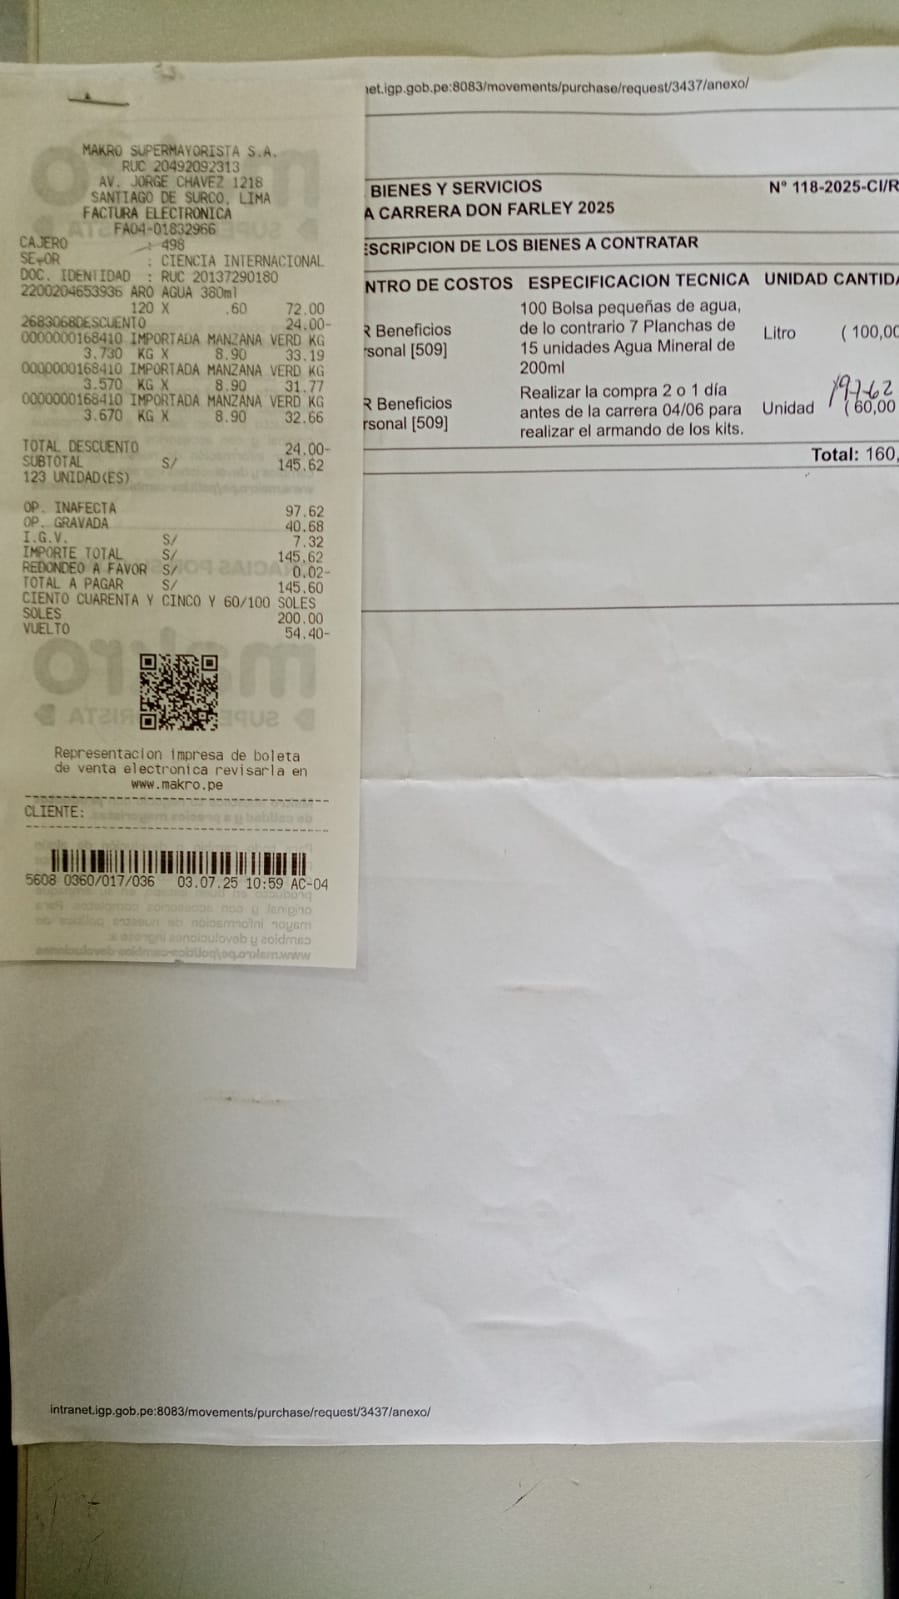 MAKRO SUPERMAYORISTA S.A.
RUC 20492092313
AV. JORGE CHAVEZ 1218
SANTIAGO DE SURCO, LIMA
FACTURA ELECTRONICA
FA04-01832966
CAJERO : 498
SE¥OR : CIENCIA INTERNACIONAL
DOC. IDENTIDAD : RUC 20137290180
2200204653936 ARO AGUA 380ml
120 X .60 72.00
2683068DESCUENTO 24.00-
0000000168410 IMPORTADA MANZANA VERD KG
3.730 KG X 8.90 33.19
0000000168410 IMPORTADA MANZANA VERD KG
3.570 KG X 8.90 31.77
0000000168410 IMPORTADA MANZANA VERD KG
3.670 KG X 8.90 32.66
TOTAL DESCUENTO 24.00-
SUBTOTAL S/ 145.62
123 UNIDAD(ES)
OP. INAFECTA 97.62
OP. GRAVADA 40.68
I.G.V. S/ 7.32
IMPORTE TOTAL S/ 145.62
REDONDEO A FAVOR S/ 0.02-
TOTAL A PAGAR S/ 145.60
CIENTO CUARENTA Y CINCO Y 60/100 SOLES
SOLES 200.00
VUELTO 54.40-
Representacion impresa de boleta
de venta electronica revisarla en
www.makro.pe
CLIENTE:
5608 0360/017/036 03.07.25 10:59 AC-04
net.igp.gob.pe:8083/movements/purchase/request/3437/anexo/
BIENES Y SERVICIOS N° 118-2025-CI/R
A CARRERA DON FARLEY 2025
ESCRIPCION DE LOS BIENES A CONTRATAR
NTRO DE COSTOS ESPECIFICACION TECNICA UNIDAD CANTIDA
R Beneficios
rsonal [509]
100 Bolsa pequeñas de agua,
de lo contrario 7 Planchas de
15 unidades Agua Mineral de
200ml
Litro (100,00
R Beneficios
rsonal [509]
Realizar la compra 2 o 1 día
antes de la carrera 04/06 para
realizar el armando de los kits.
Unidad (60,00
Total: 160,
intranet.igp.gob.pe:8083/movements/purchase/request/3437/anexo/